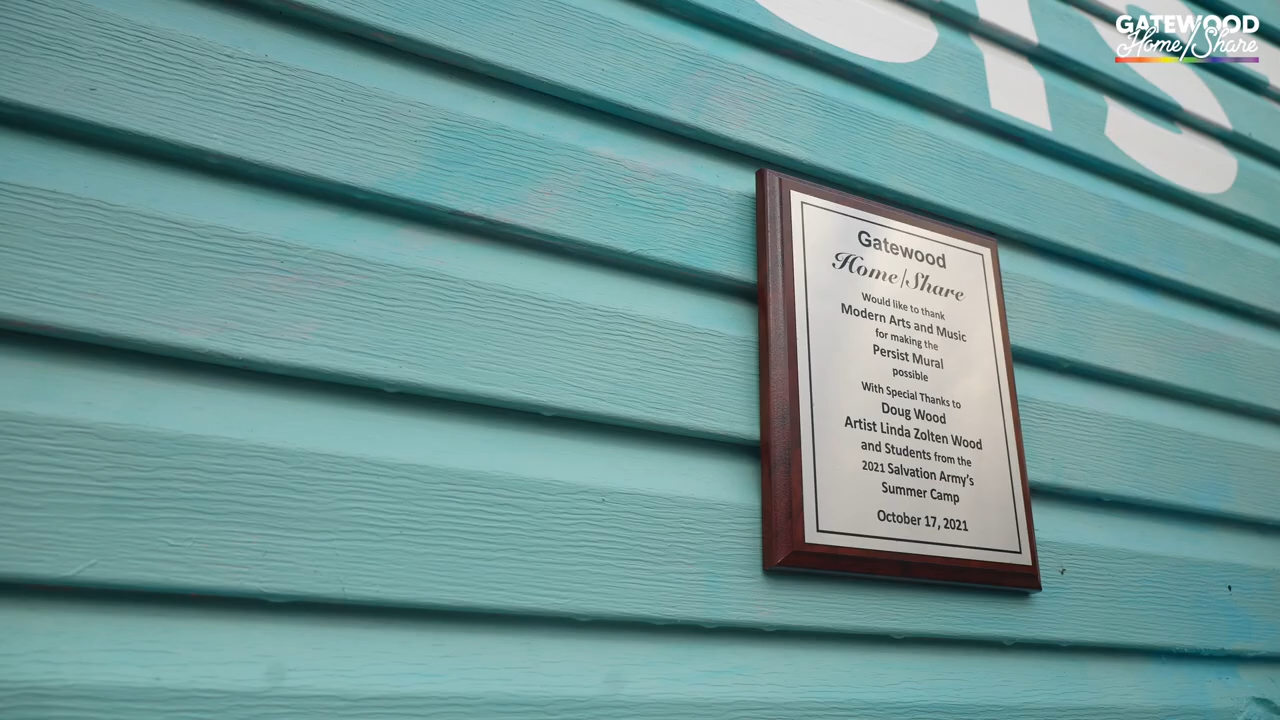 GATEWOOD
Home/Share
Gatewood
Home/Share
Would like to thank
Modern Arts and Music
for making the
Persist Mural
possible
With Special Thanks to
Doug Wood
Artist Linda Zolten Wood
and Students from the
2021 Salvation Army's
Summer Camp
October 17, 2021